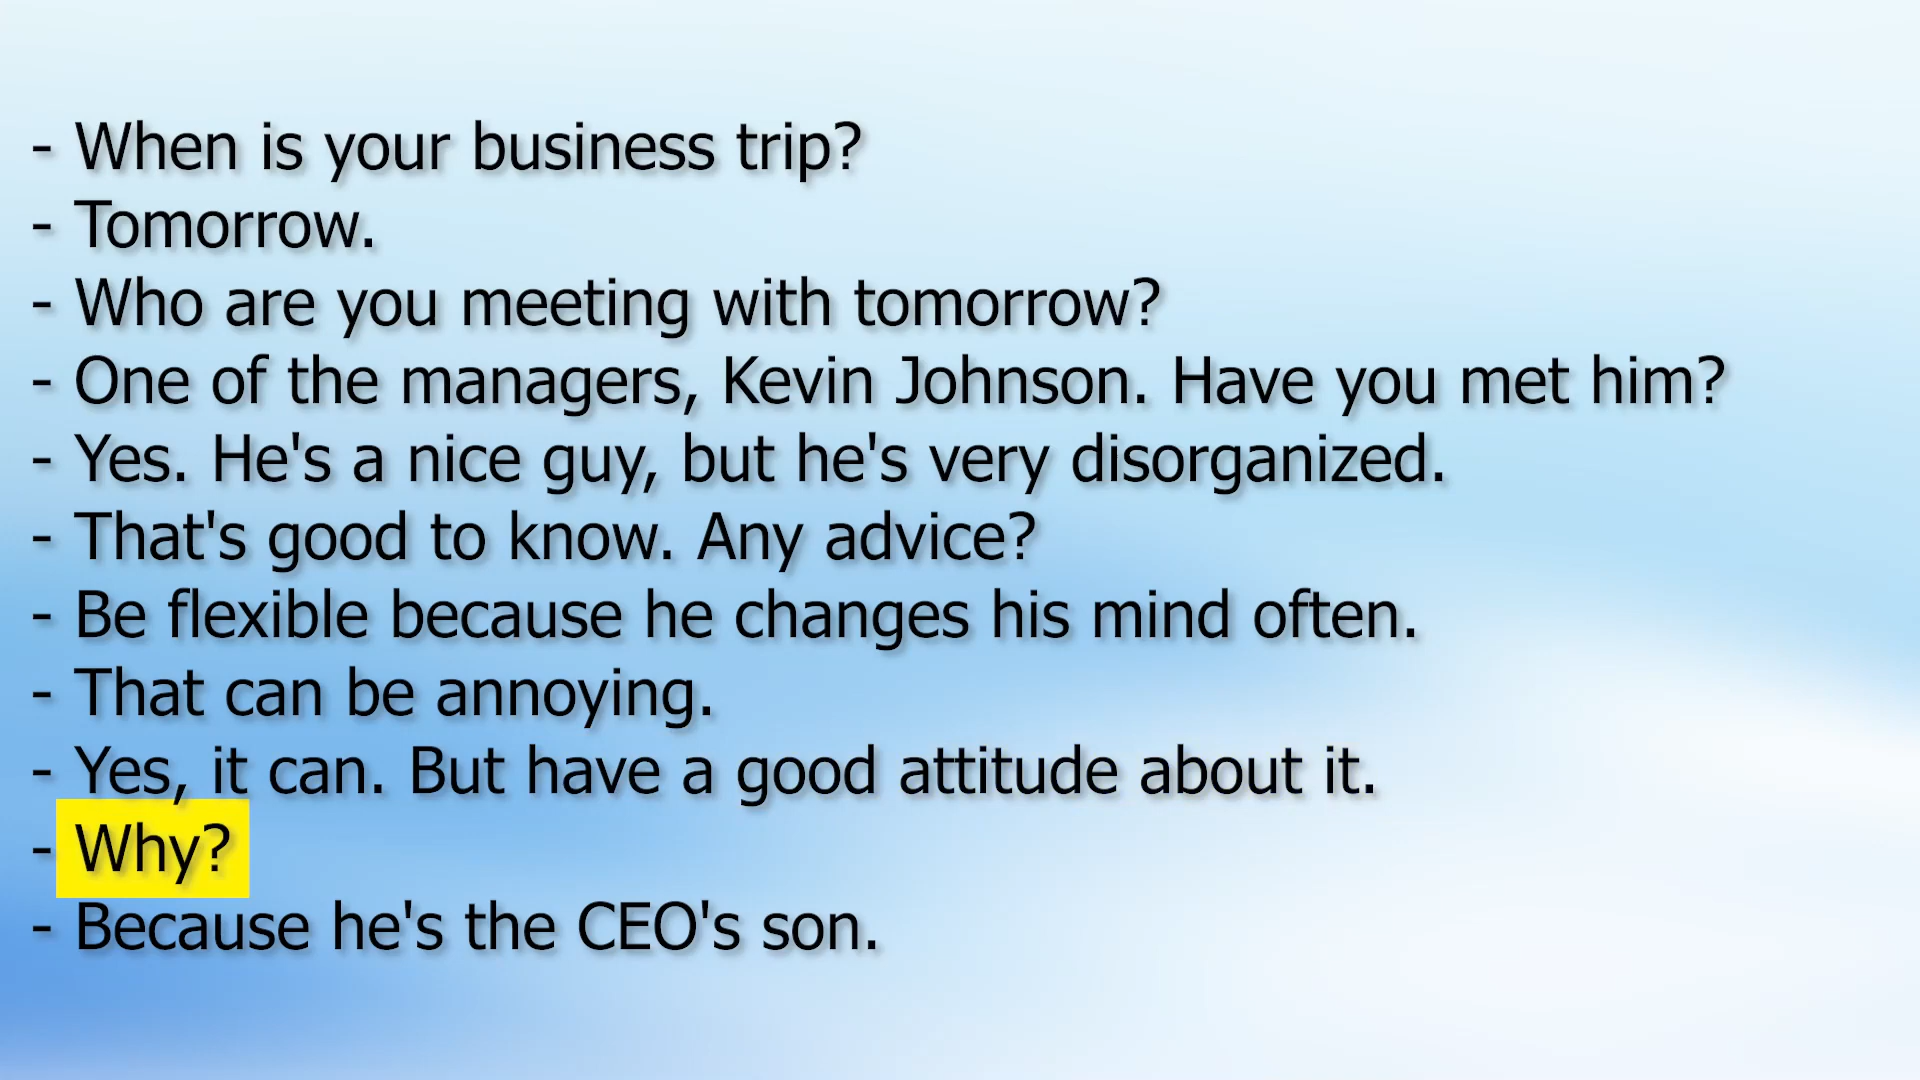 - When is your business trip?
- Tomorrow.
- Who are you meeting with tomorrow?
- One of the managers, Kevin Johnson. Have you met him?
- Yes. He's a nice guy, but he's very disorganized.
- That's good to know. Any advice?
- Be flexible because he changes his mind often.
- That can be annoying.
- Yes, it can. But have a good attitude about it.
- Why?
- Because he's the CEO's son.